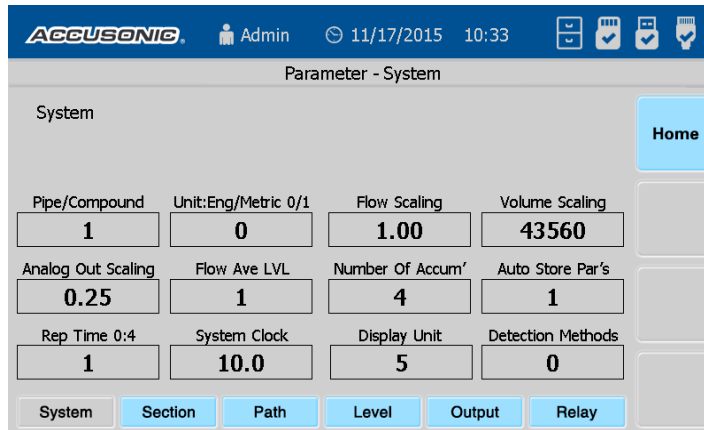 ACCUSONIC. Admin 11/17/2015 10:33
Parameter - System
System
Home
Pipe/Compound Unit:Eng/Metric 0/1 Flow Scaling Volume Scaling
1 0 1.00 43560
Analog Out Scaling Flow Ave LVL Number Of Accum' Auto Store Par's
0.25 1 4 1
Rep Time 0:4 System Clock Display Unit Detection Methods
1 10.0 5 0
System Section Path Level Output Relay